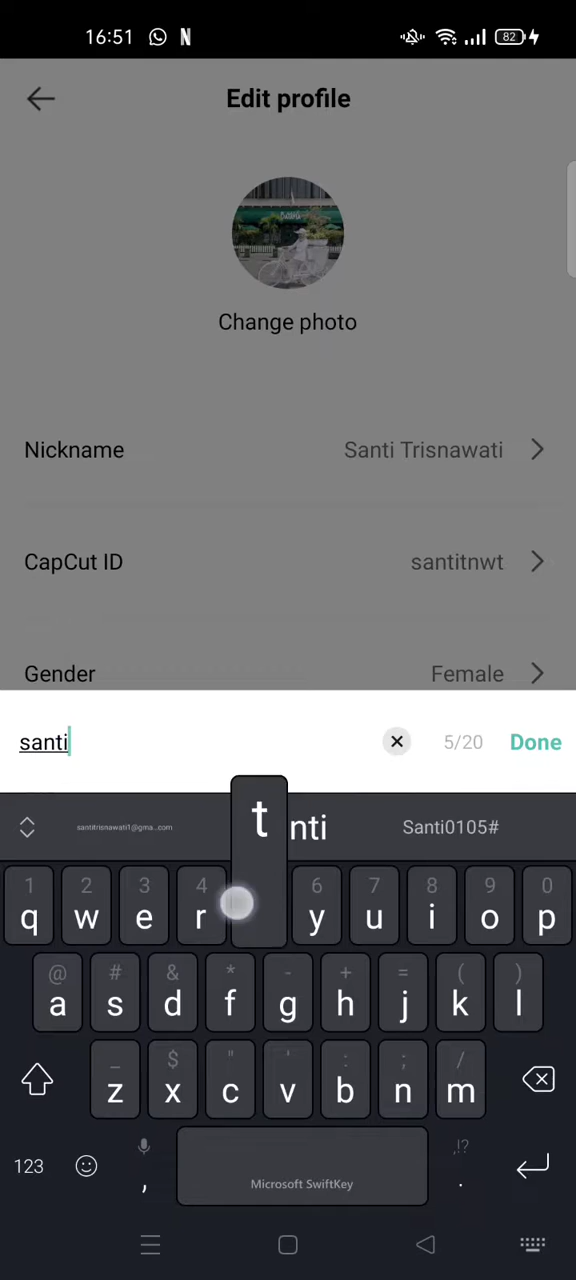 16:51 N 82
Edit profile
Change photo
Nickname Santi Trisnawati
CapCut ID santitnwt
Gender Female
santi 5/20 Done
santitrisnawati1@gma...com t nti Santi0105#
1 2 3 4 6 7 8 9 0
q w e r y u i o p
@ # & * - + = ( )
a s d f g h j k l
_ $ " ' : ; /
z x c v b n m
123 , Microsoft SwiftKey ,!? .